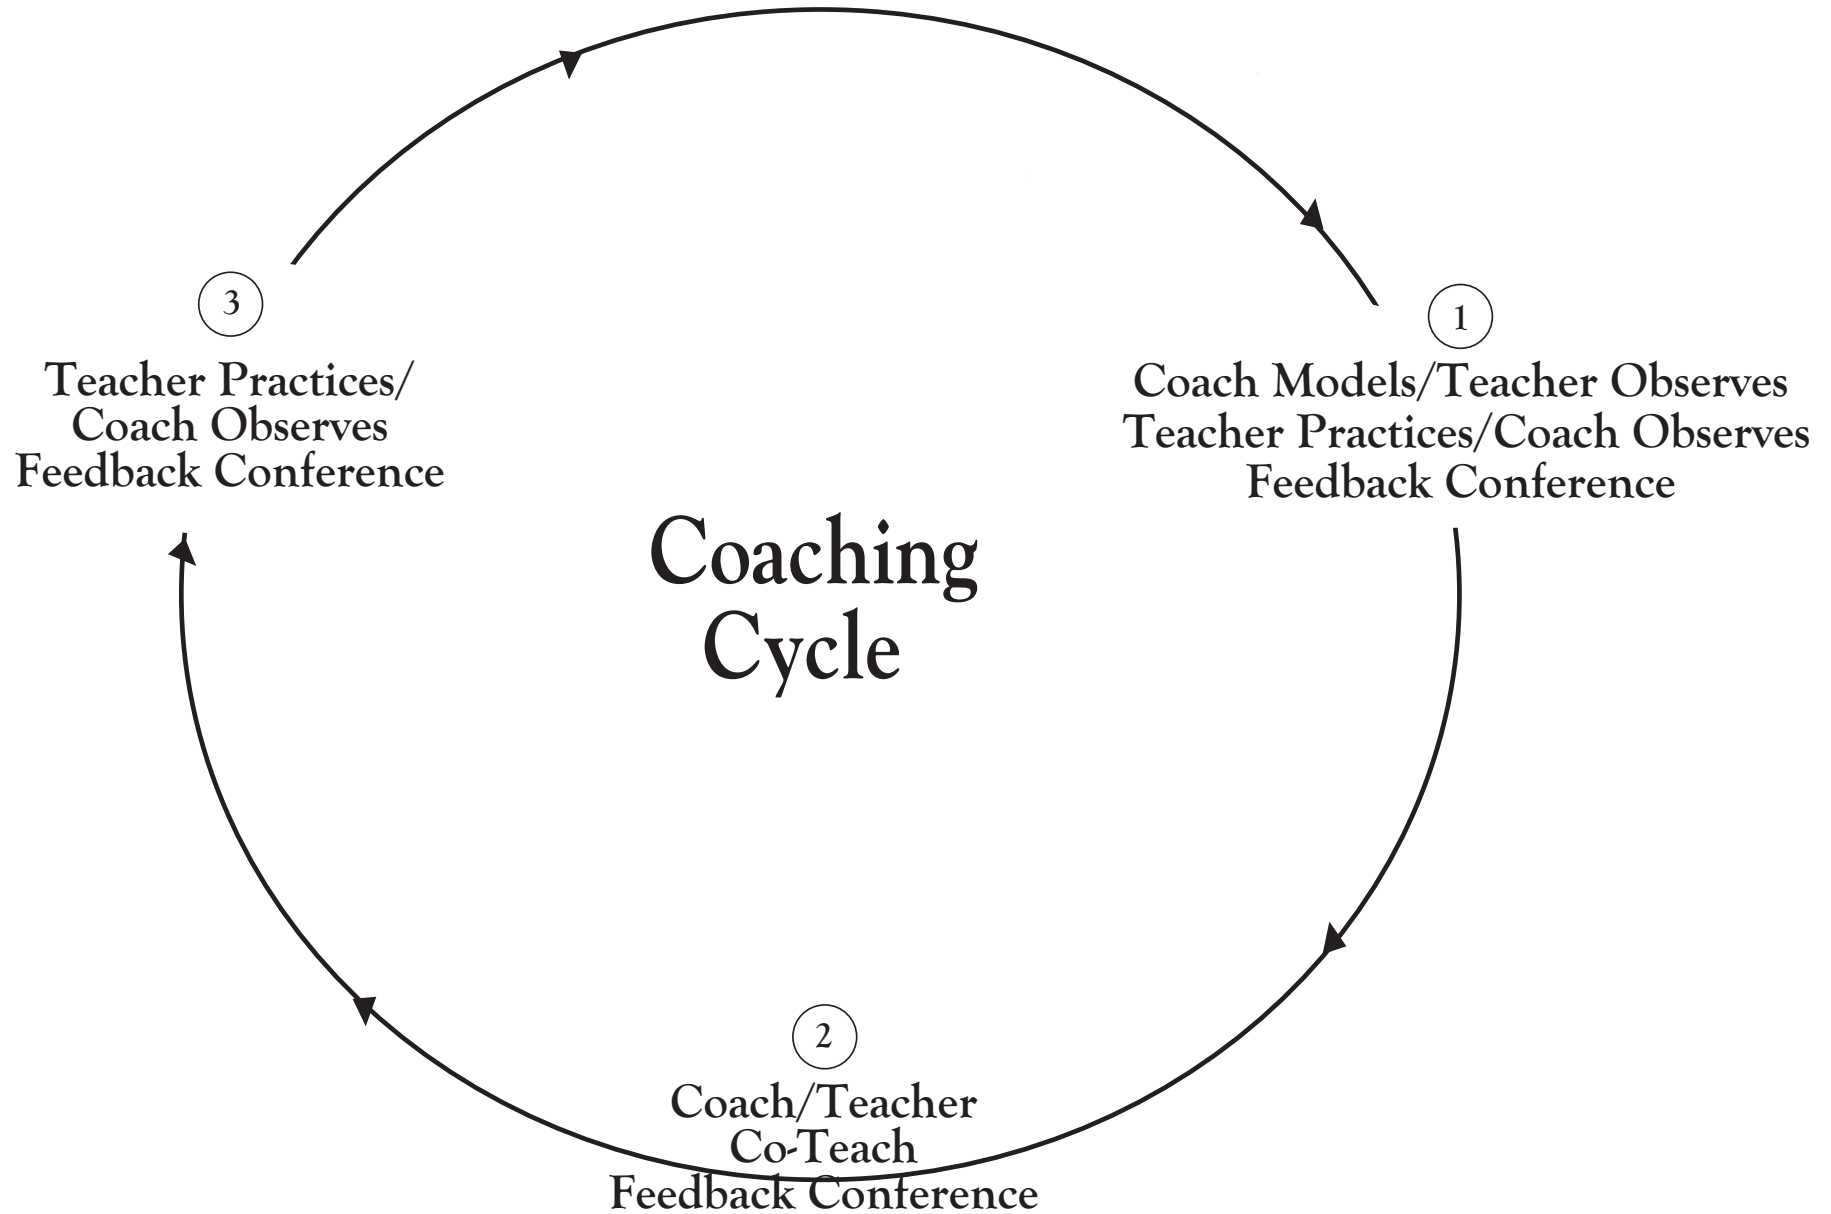 3
Teacher Practices/
Coach Observes
Feedback Conference
1
Coach Models/Teacher Observes
Teacher Practices/Coach Observes
Feedback Conference
Coaching
Cycle
2
Coach/Teacher
Co-Teach
Feedback Conference